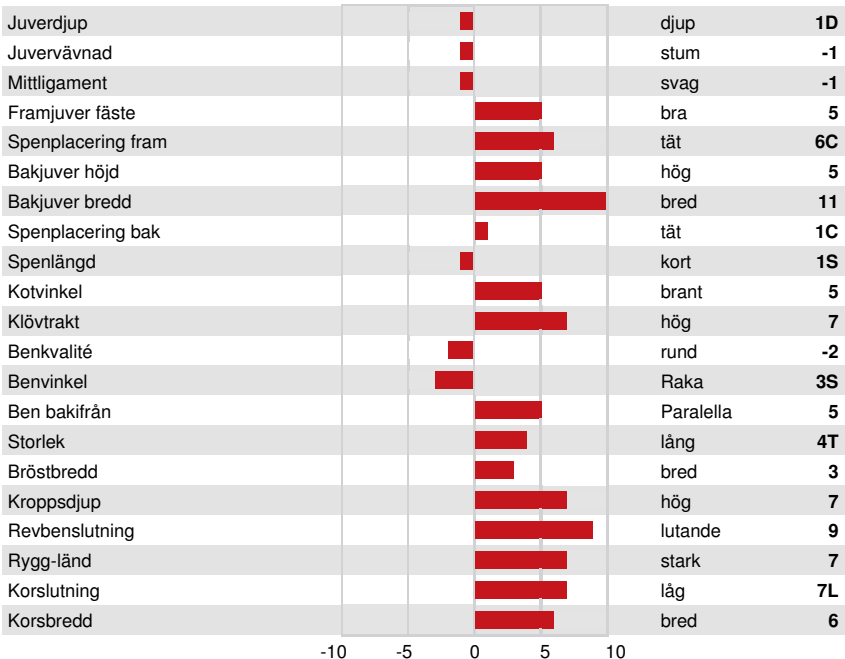 Juverdjup djup 1D
Juvervävnad stum -1
Mittligament svag -1
Framjuver fäste bra 5
Spenplacering fram tät 6C
Bakjuver höjd hög 5
Bakjuver bredd bred 11
Spenplacering bak tät 1C
Spenlängd kort 1S
Kotvinkel brant 5
Klövtrakt hög 7
Benkvalité rund -2
Benvinkel Raka 3S
Ben bakifrån Paralella 5
Storlek lång 4T
Bröstbredd bred 3
Kroppsdjup hög 7
Revbenslutning lutande 9
Rygg-länd stark 7
Korslutning låg 7L
Korsbredd bred 6
-10 -5 0 5 10